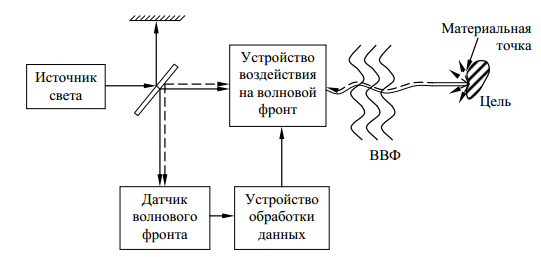 Источник
света
Устройство
воздействия
на волновой
фронт
Материальная
точка
Цель
ВВФ
Датчик
волнового
фронта
Устройство
обработки
данных